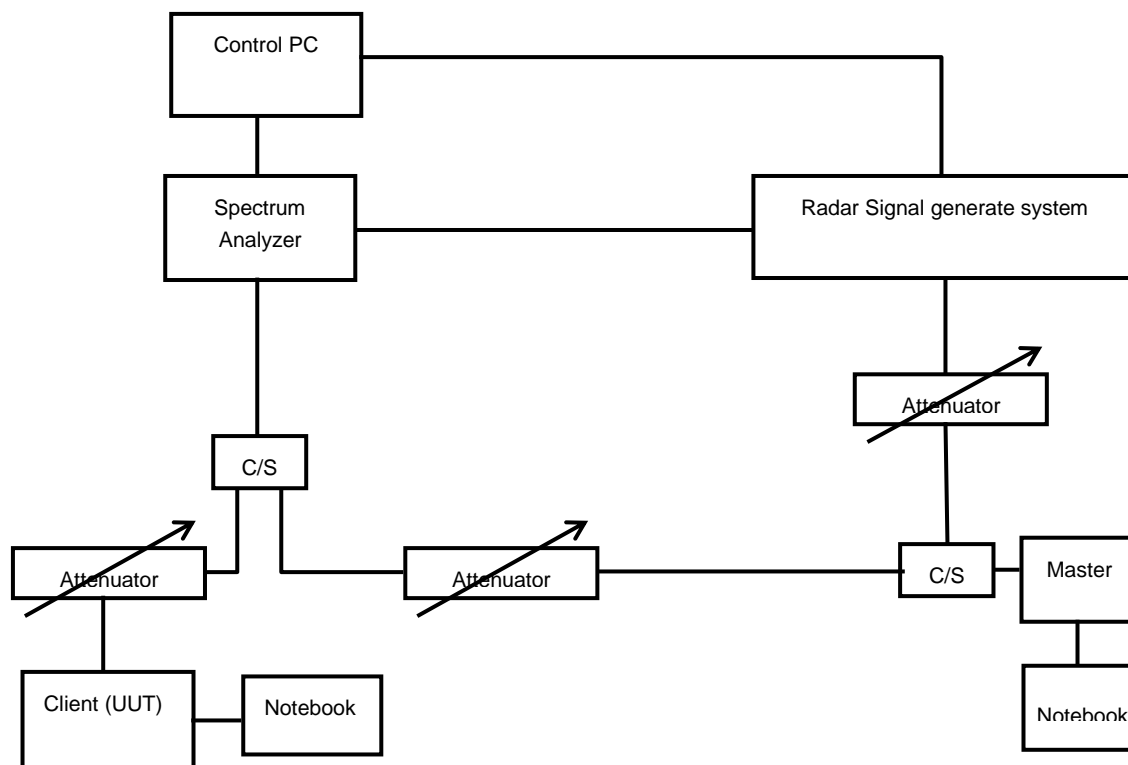 Control PC
Spectrum
Analyzer
Radar Signal generate system
Attenuator
C/S
Attenuator
Attenuator
C/S
Master
Client (UUT)
Notebook
Notebook